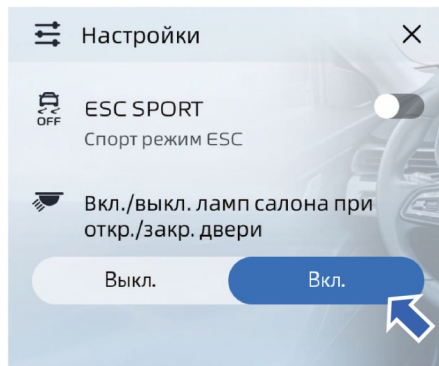 Настройки
OFF
ESC SPORT
Спорт режим ESC
Вкл./выкл. ламп салона при
откр./закр. двери
Выкл.
Вкл.